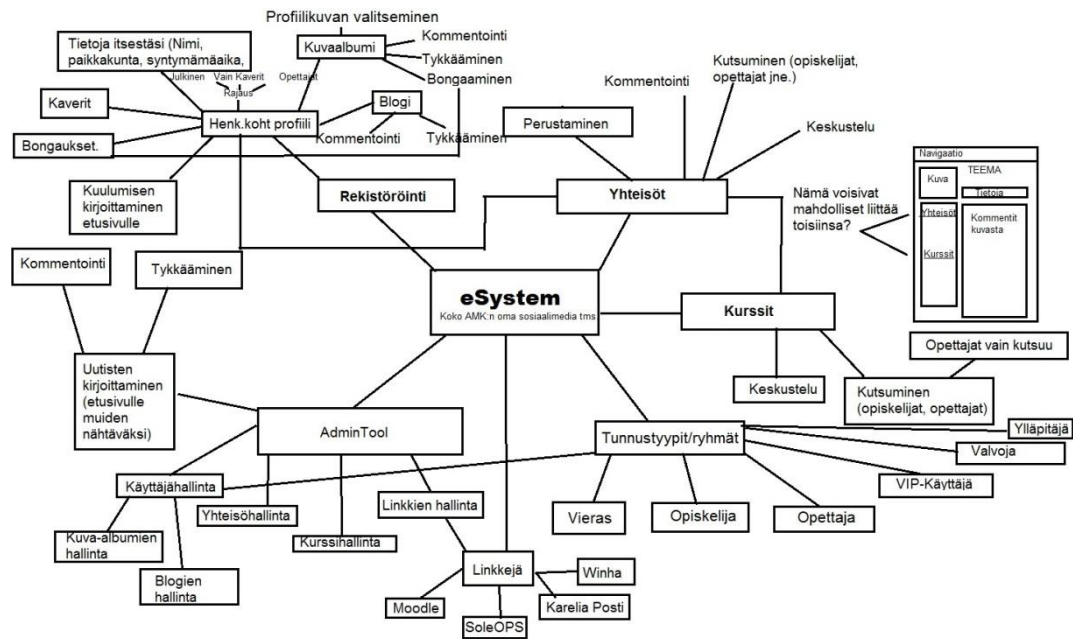 Profiilikuvan valitseminen
Tietoja itsestäsi (Nimi,
paikkakunta, syntymämäaika,
Kuvaalbumi
Kommentointi
Tykkääminen
Bongaaminen
Julkinen
Vain Kaverit
Opettajat
Rajaus
Kaverit
Bongaukset.
Henk.koht profiili
Blogi
Kommentointi
Tykkääminen
Kuulumisen
kirjoittaminen
etusivulle
Rekistöröinti
Perustaminen
Kommentointi
Kutsuminen (opiskelijat,
opettajat jne.)
Keskustelu
Yhteisöt
Nämä voisivat
mahdolliset liittää
toisiinsa?
Navigaatio
Kuva
TEEMA
Tietoja
Yhteisöt
Kurssit
Kommentit
kuvasta
Kommentointi
Tykkääminen
eSystem
Koko AMK:n oma sosiaalimedia tms
Kurssit
Opettajat vain kutsuu
Keskustelu
Kutsuminen
(opiskelijat, opettajat)
Uutisten
kirjoittaminen
(etusivulle
muiden
nähtäväksi)
AdminTool
Tunnustyypit/ryhmät
Ylläpitäjä
Valvoja
VIP-Käyttäjä
Käyttäjähallinta
Yhteisöhallinta
Kurssihallinta
Linkkien hallinta
Vieras
Opiskelija
Opettaja
Kuva-albumien
hallinta
Blogien
hallinta
Linkkejä
Winha
Moodle
Karelia Posti
SoleOPS